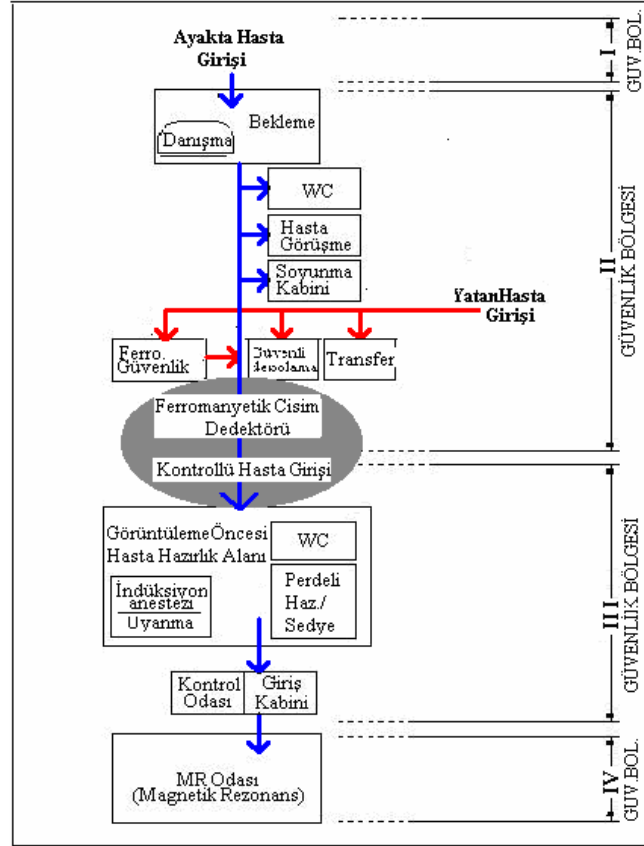 Ayakta Hasta
Girişi
Bekleme
Danışma
WC
Hasta
Görüşme
Soyunma
Kabini
YatanHasta
Girişi
Ferro.
Güvenlik
Güvenli
depolama
Transfer
Ferromanyetik Cisim
Dedektörü
Kontrollü Hasta Girişi
GörüntülemeÖncesi
Hasta Hazırlık Alanı
WC
İndüksiyon
anestezi
Uyanma
Perdeli
Haz./
Sedye
Kontrol
Odası
Giriş
Kabini
MR Odası
(Magnetik Rezonans)
I
GUV.BOL.
II
GÜVENLİK BÖLGESİ
III
GÜVENLİK BÖLGESİ
IV
GUV.BOL.